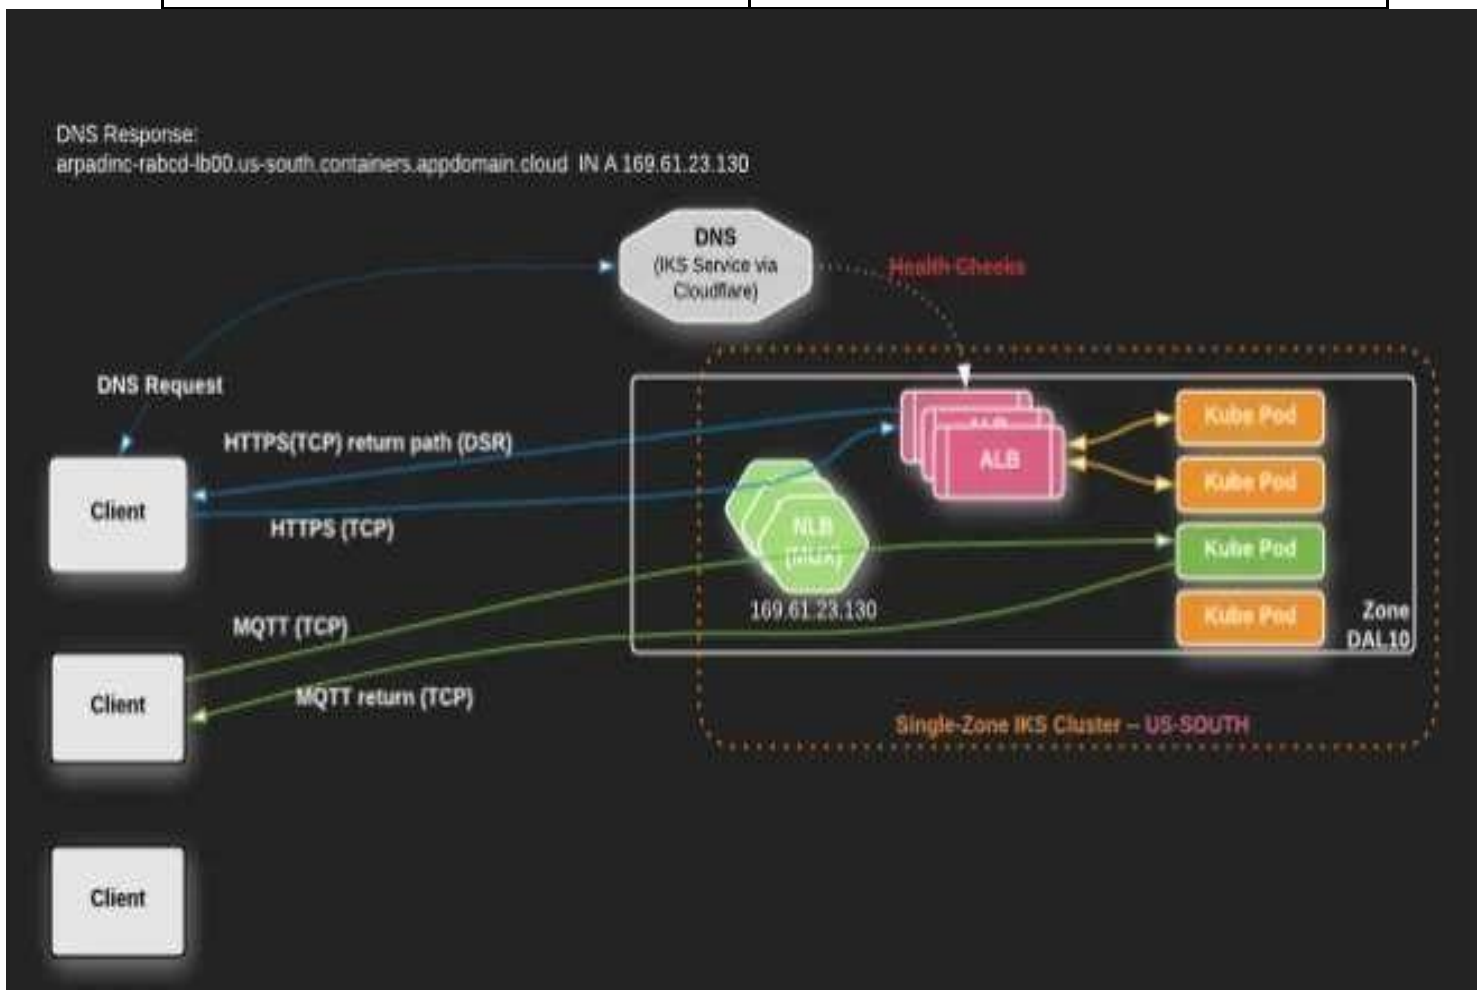 DNS Response:
arpadinc-rabcd-lb00.us-south.containers.appdomain.cloud IN A 169.61.23.130
DNS
(IKS Service via
Cloudflare)
Health Checks
DNS Request
HTTPS(TCP) return path (DSR)
ALB
ALB
Kube Pod
Kube Pod
Client
HTTPS (TCP)
NLB
(MUX)
Kube Pod
169.61.23.130
Kube Pod
Zone
DAL10
MQTT (TCP)
MQTT return (TCP)
Client
Single-Zone IKS Cluster – US-SOUTH
Client